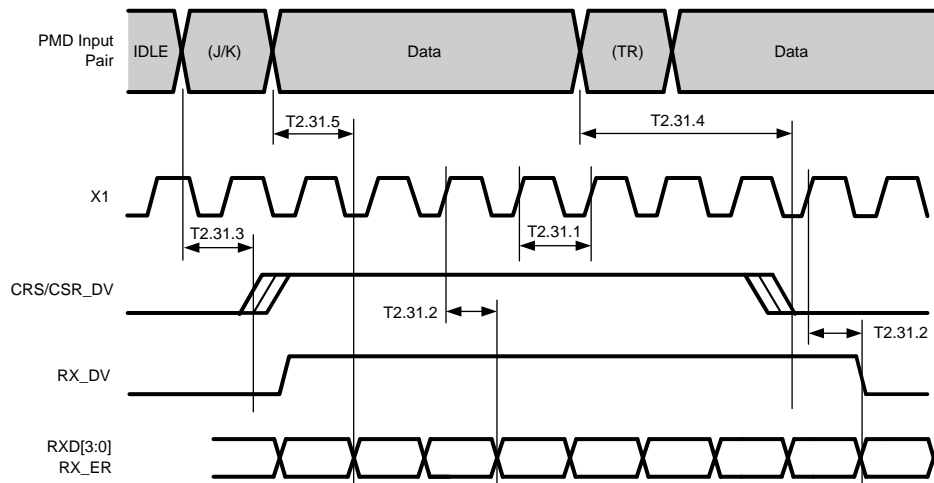 PMD Input
Pair
IDLE
(J/K)
Data
(TR)
Data
T2.31.5
T2.31.4
X1
T2.31.3
T2.31.1
CRS/CSR_DV
T2.31.2
T2.31.2
RX_DV
RXD[3:0]
RX_ER